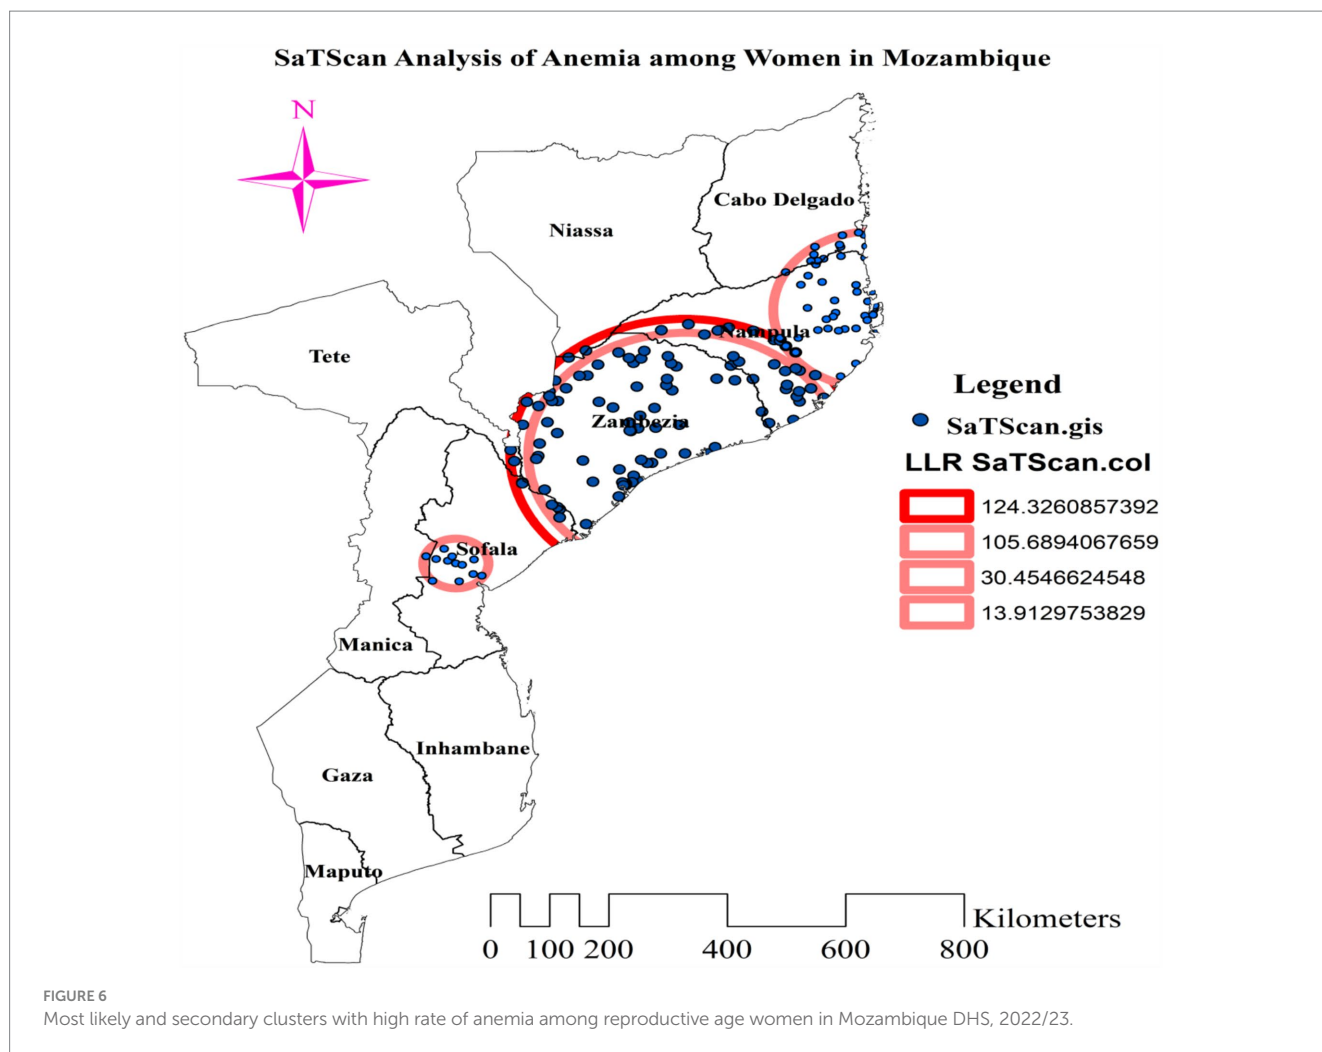 SaTScan Analysis of Anemia among Women in Mozambique
N
Cabo Delgado
Niassa
Nampula
Tete
Zambezia
Sofala
Manica
Inhambane
Gaza
Maputo
Legend
SaTScan.gis
LLR SaTScan.col
124.3260857392
105.6894067659
30.4546624548
13.9129753829
Kilometers
0 100 200 400 600 800
FIGURE 6
Most likely and secondary clusters with high rate of anemia among reproductive age women in Mozambique DHS, 2022/23.